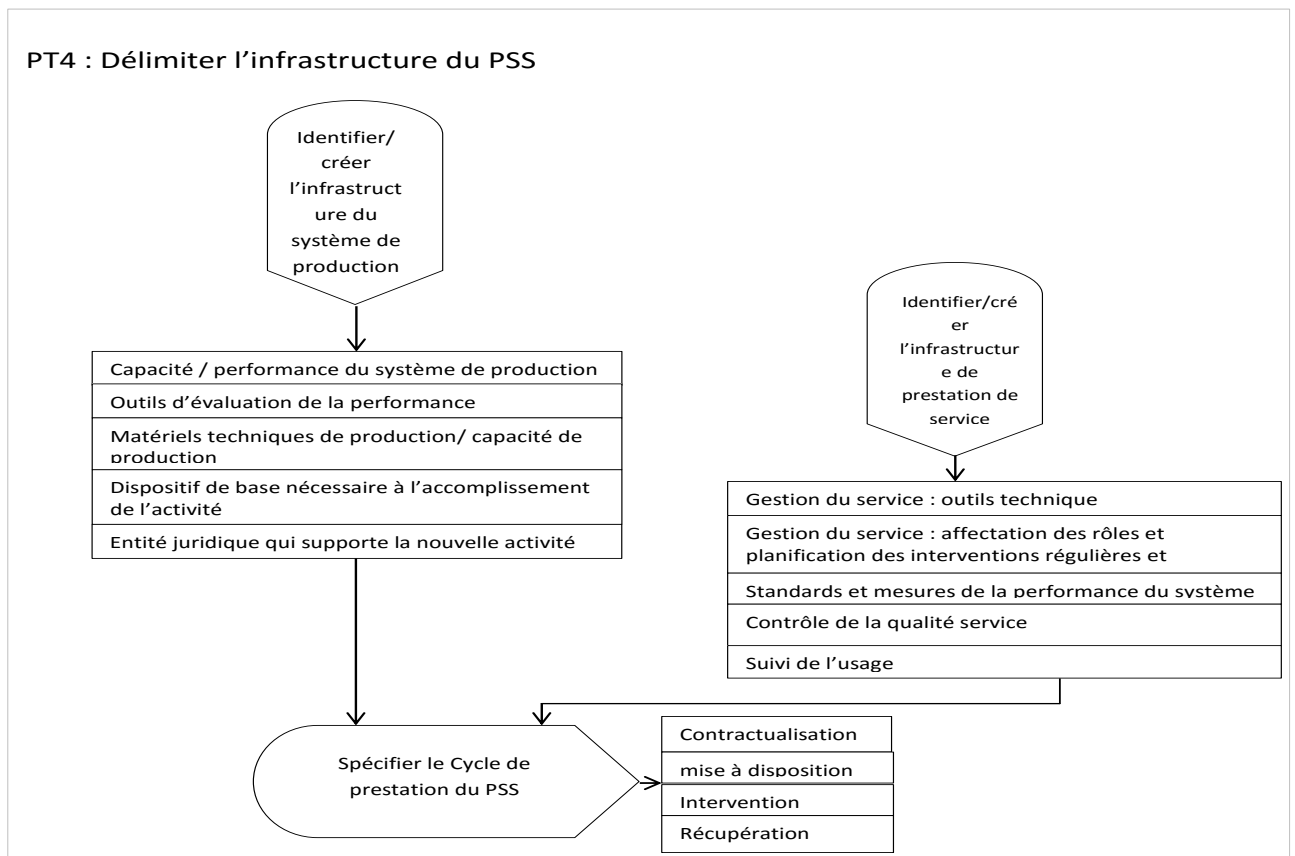 PT4 : Délimiter l’infrastructure du PSS
Identifier/
créer
l’infrastruct
ure du
système de
production
Capacité / performance du système de production
Outils d’évaluation de la performance
Matériels techniques de production/ capacité de
production
Dispositif de base nécessaire à l’accomplissement
de l’activité
Entité juridique qui supporte la nouvelle activité
Identifier/cré
er
l’infrastructur
e de
prestation de
service
Gestion du service : outils technique
Gestion du service : affectation des rôles et
planification des interventions régulières et
Standards et mesures de la performance du système
Contrôle de la qualité service
Suivi de l’usage
Spécifier le Cycle de
prestation du PSS
Contractualisation
mise à disposition
Intervention
Récupération